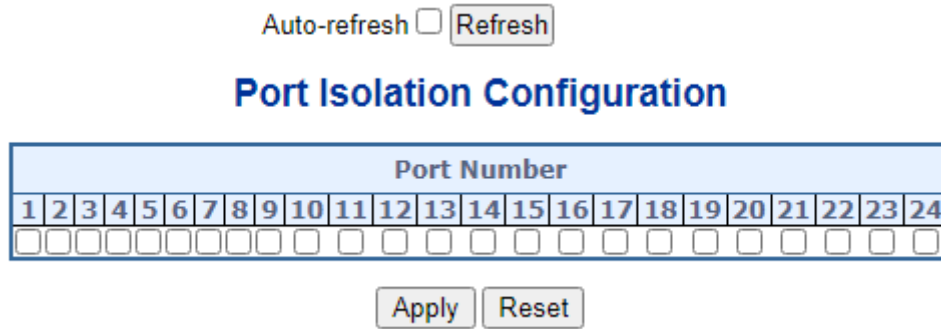 Auto-refresh Refresh
Port Isolation Configuration
Port Number
1 2 3 4 5 6 7 8 9 10 11 12 13 14 15 16 17 18 19 20 21 22 23 24
Apply Reset